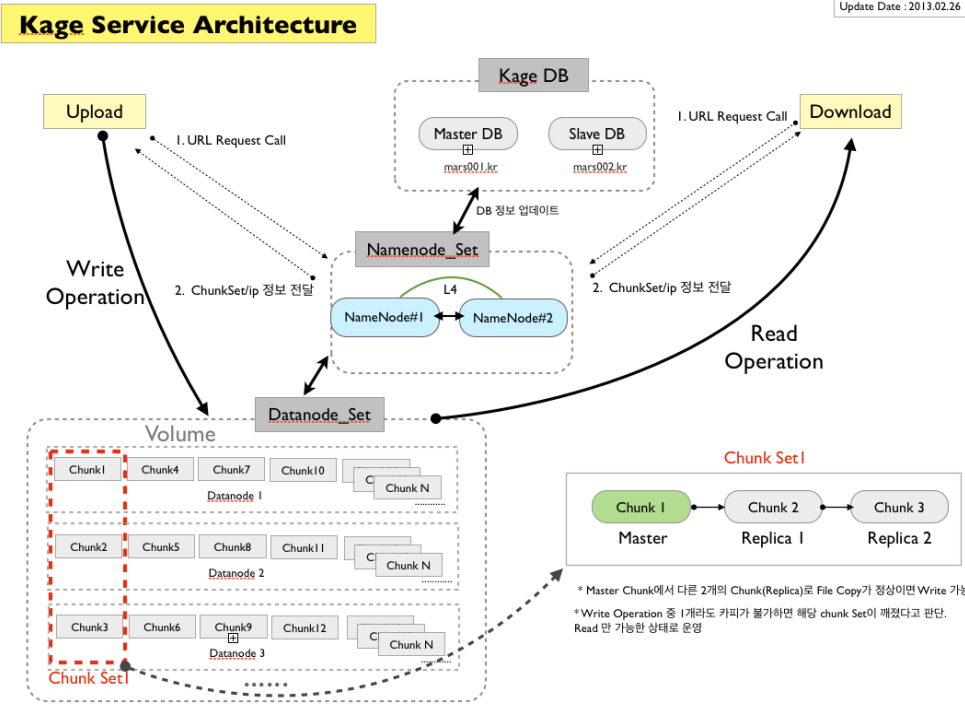 Update Date : 2013.02.26
Kage Service Architecture
Kage DB
Upload
Download
Master DB
Slave DB
mars001.kr
mars002.kr
1. URL Request Call
1. URL Request Call
DB 정보 업데이트
Namenode_Set
L4
NameNode#1
NameNode#2
2. ChunkSet/ip 정보 전달
2. ChunkSet/ip 정보 전달
Write
Operation
Read
Operation
Datanode_Set
Volume
Chunk1
Chunk4
Chunk7
Chunk10
C
Chunk N
Datanode 1
............
Chunk2
Chunk5
Chunk8
Chunk11
C
Chunk N
Datanode 2
............
Chunk3
Chunk6
Chunk9
Chunk12
C
Chunk N
Datanode 3
............
Chunk Set1
......
Chunk Set1
Chunk 1
Chunk 2
Chunk 3
Master
Replica 1
Replica 2
* Master Chunk에서 다른 2개의 Chunk(Replica)로 File Copy가 정상이면 Write 가능
* Write Operation 중 1개라도 카피가 불가하면 해당 chunk Set이 깨졌다고 판단.
Read 만 가능한 상태로 운영